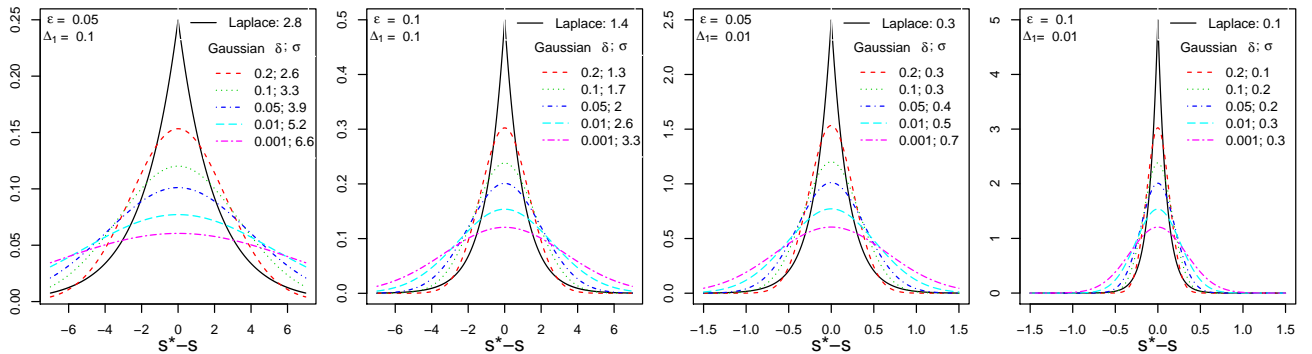 ε = 0.05
Δ₁ = 0.1
Laplace: 2.8
Gaussian δ; σ
0.2; 2.6
0.1; 3.3
0.05; 3.9
0.01; 5.2
0.001; 6.6
0.25
0.20
0.15
0.10
0.05
0.00
−6 −4 −2 0 2 4 6
s*−s
ε = 0.1
Δ₁ = 0.1
Laplace: 1.4
Gaussian δ; σ
0.2; 1.3
0.1; 1.7
0.05; 2
0.01; 2.6
0.001; 3.3
0.5
0.4
0.3
0.2
0.1
0.0
−6 −4 −2 0 2 4 6
s*−s
ε = 0.05
Δ₁ = 0.01
Laplace: 0.3
Gaussian δ; σ
0.2; 0.3
0.1; 0.3
0.05; 0.4
0.01; 0.5
0.001; 0.7
2.5
2.0
1.5
1.0
0.5
0.0
−1.5 −1.0 −0.5 0.0 0.5 1.0 1.5
s*−s
ε = 0.1
Δ₁ = 0.01
Laplace: 0.1
Gaussian δ; σ
0.2; 0.1
0.1; 0.2
0.05; 0.2
0.01; 0.3
0.001; 0.3
5
4
3
2
1
0
−1.5 −1.0 −0.5 0.0 0.5 1.0 1.5
s*−s